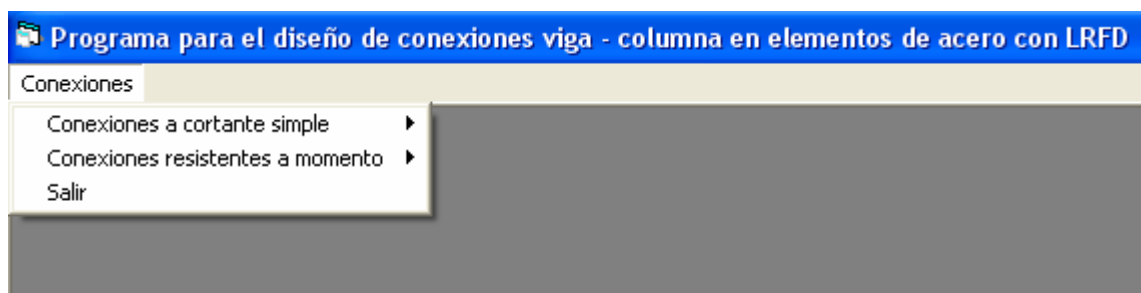 Programa para el diseño de conexiones viga - columna en elementos de acero con LRFD
Conexiones
Conexiones a cortante simple
Conexiones resistentes a momento
Salir